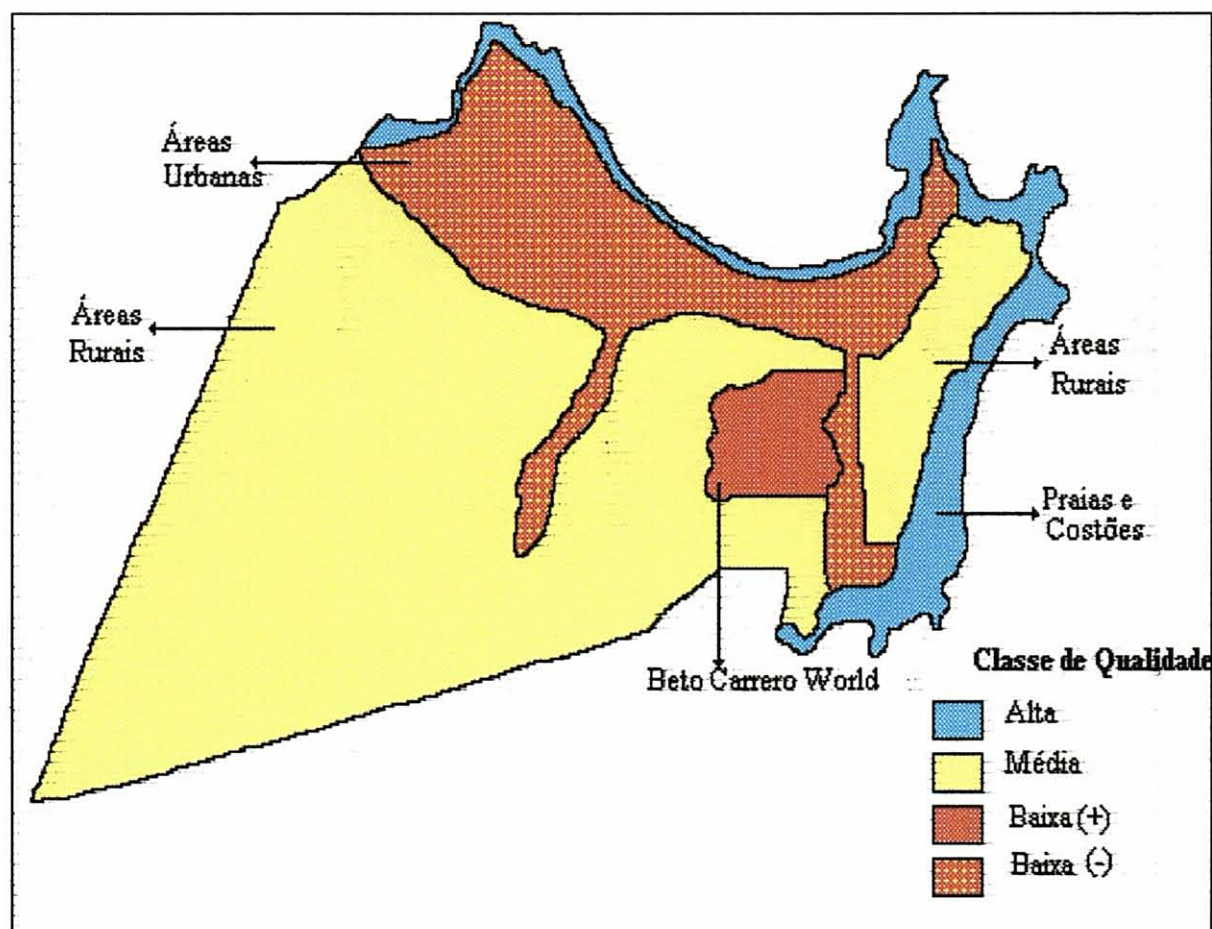 Áreas
Urbanas
Áreas
Rurais
Áreas
Rurais
Praias e
Costões
Beto Carrero World
Classe de Qualidade
Alta
Média
Baixa (+)
Baixa (-)